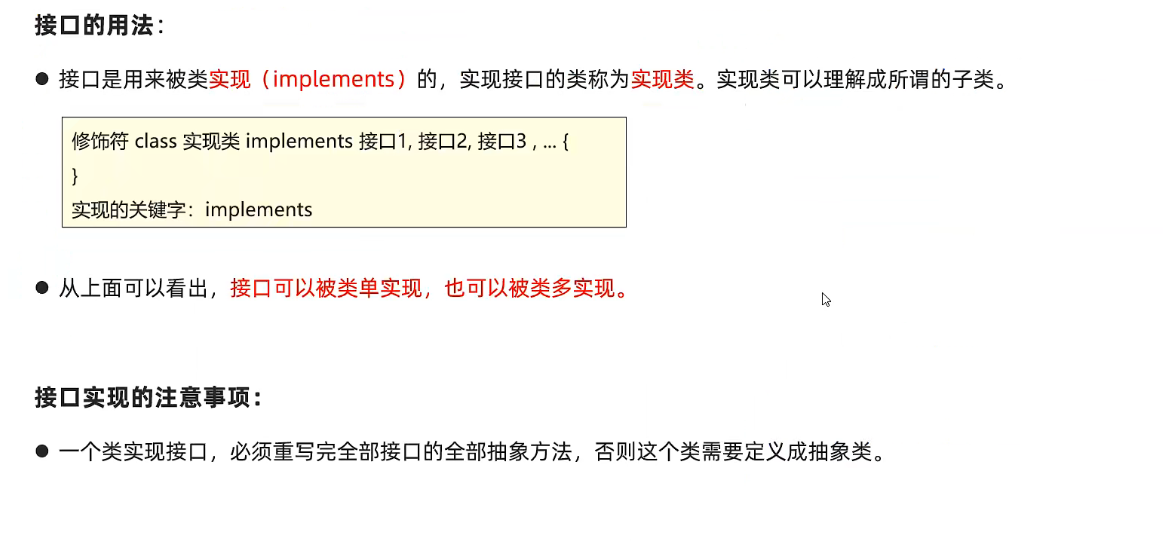 接口的用法：
● 接口是用来被类实现（implements）的，实现接口的类称为实现类。实现类可以理解成所谓的子类。
修饰符 class 实现类 implements 接口1, 接口2, 接口3 , ... {
}
实现的关键字：implements
● 从上面可以看出，接口可以被类单实现，也可以被类多实现。
接口实现的注意事项：
● 一个类实现接口，必须重写完全部接口的全部抽象方法，否则这个类需要定义成抽象类。